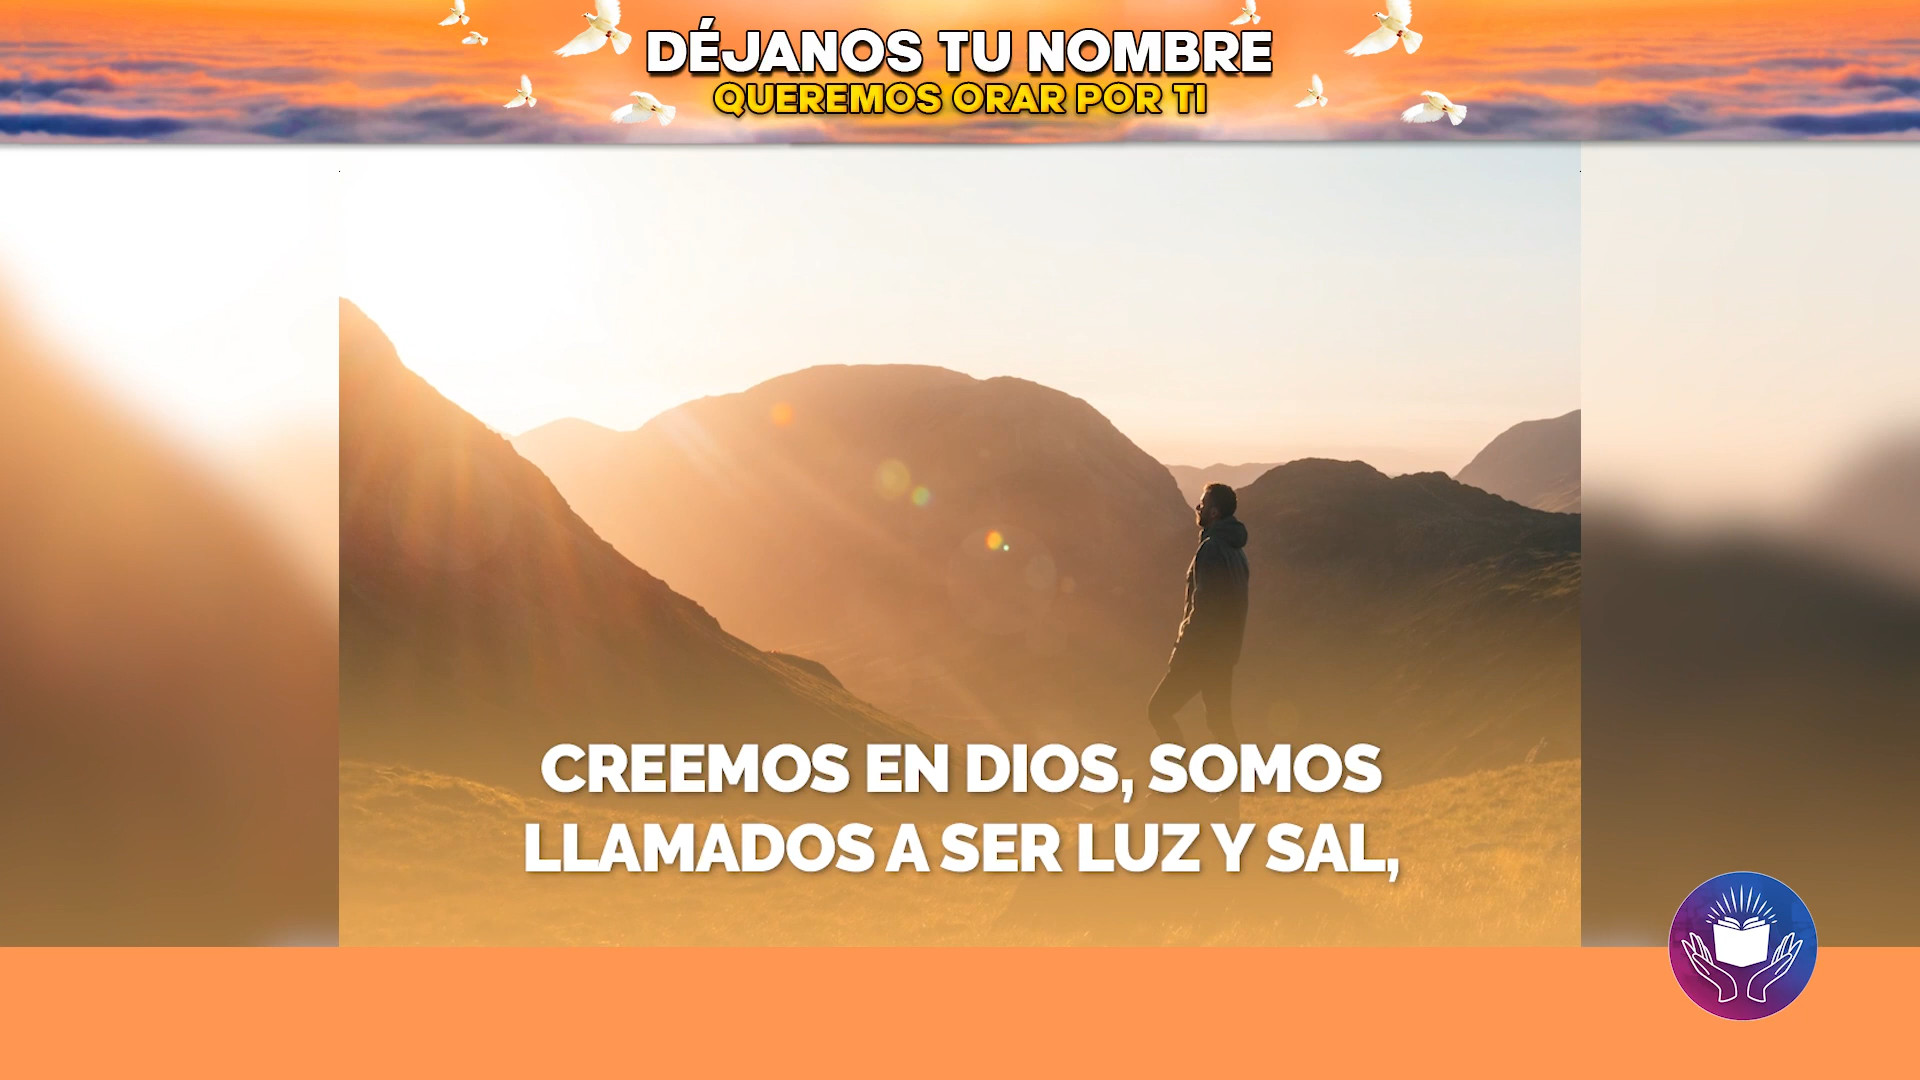 DÉJANOS TU NOMBRE
QUEREMOS ORAR POR TI
CREEMOS EN DIOS, SOMOS
LLAMADOS A SER LUZ Y SAL,